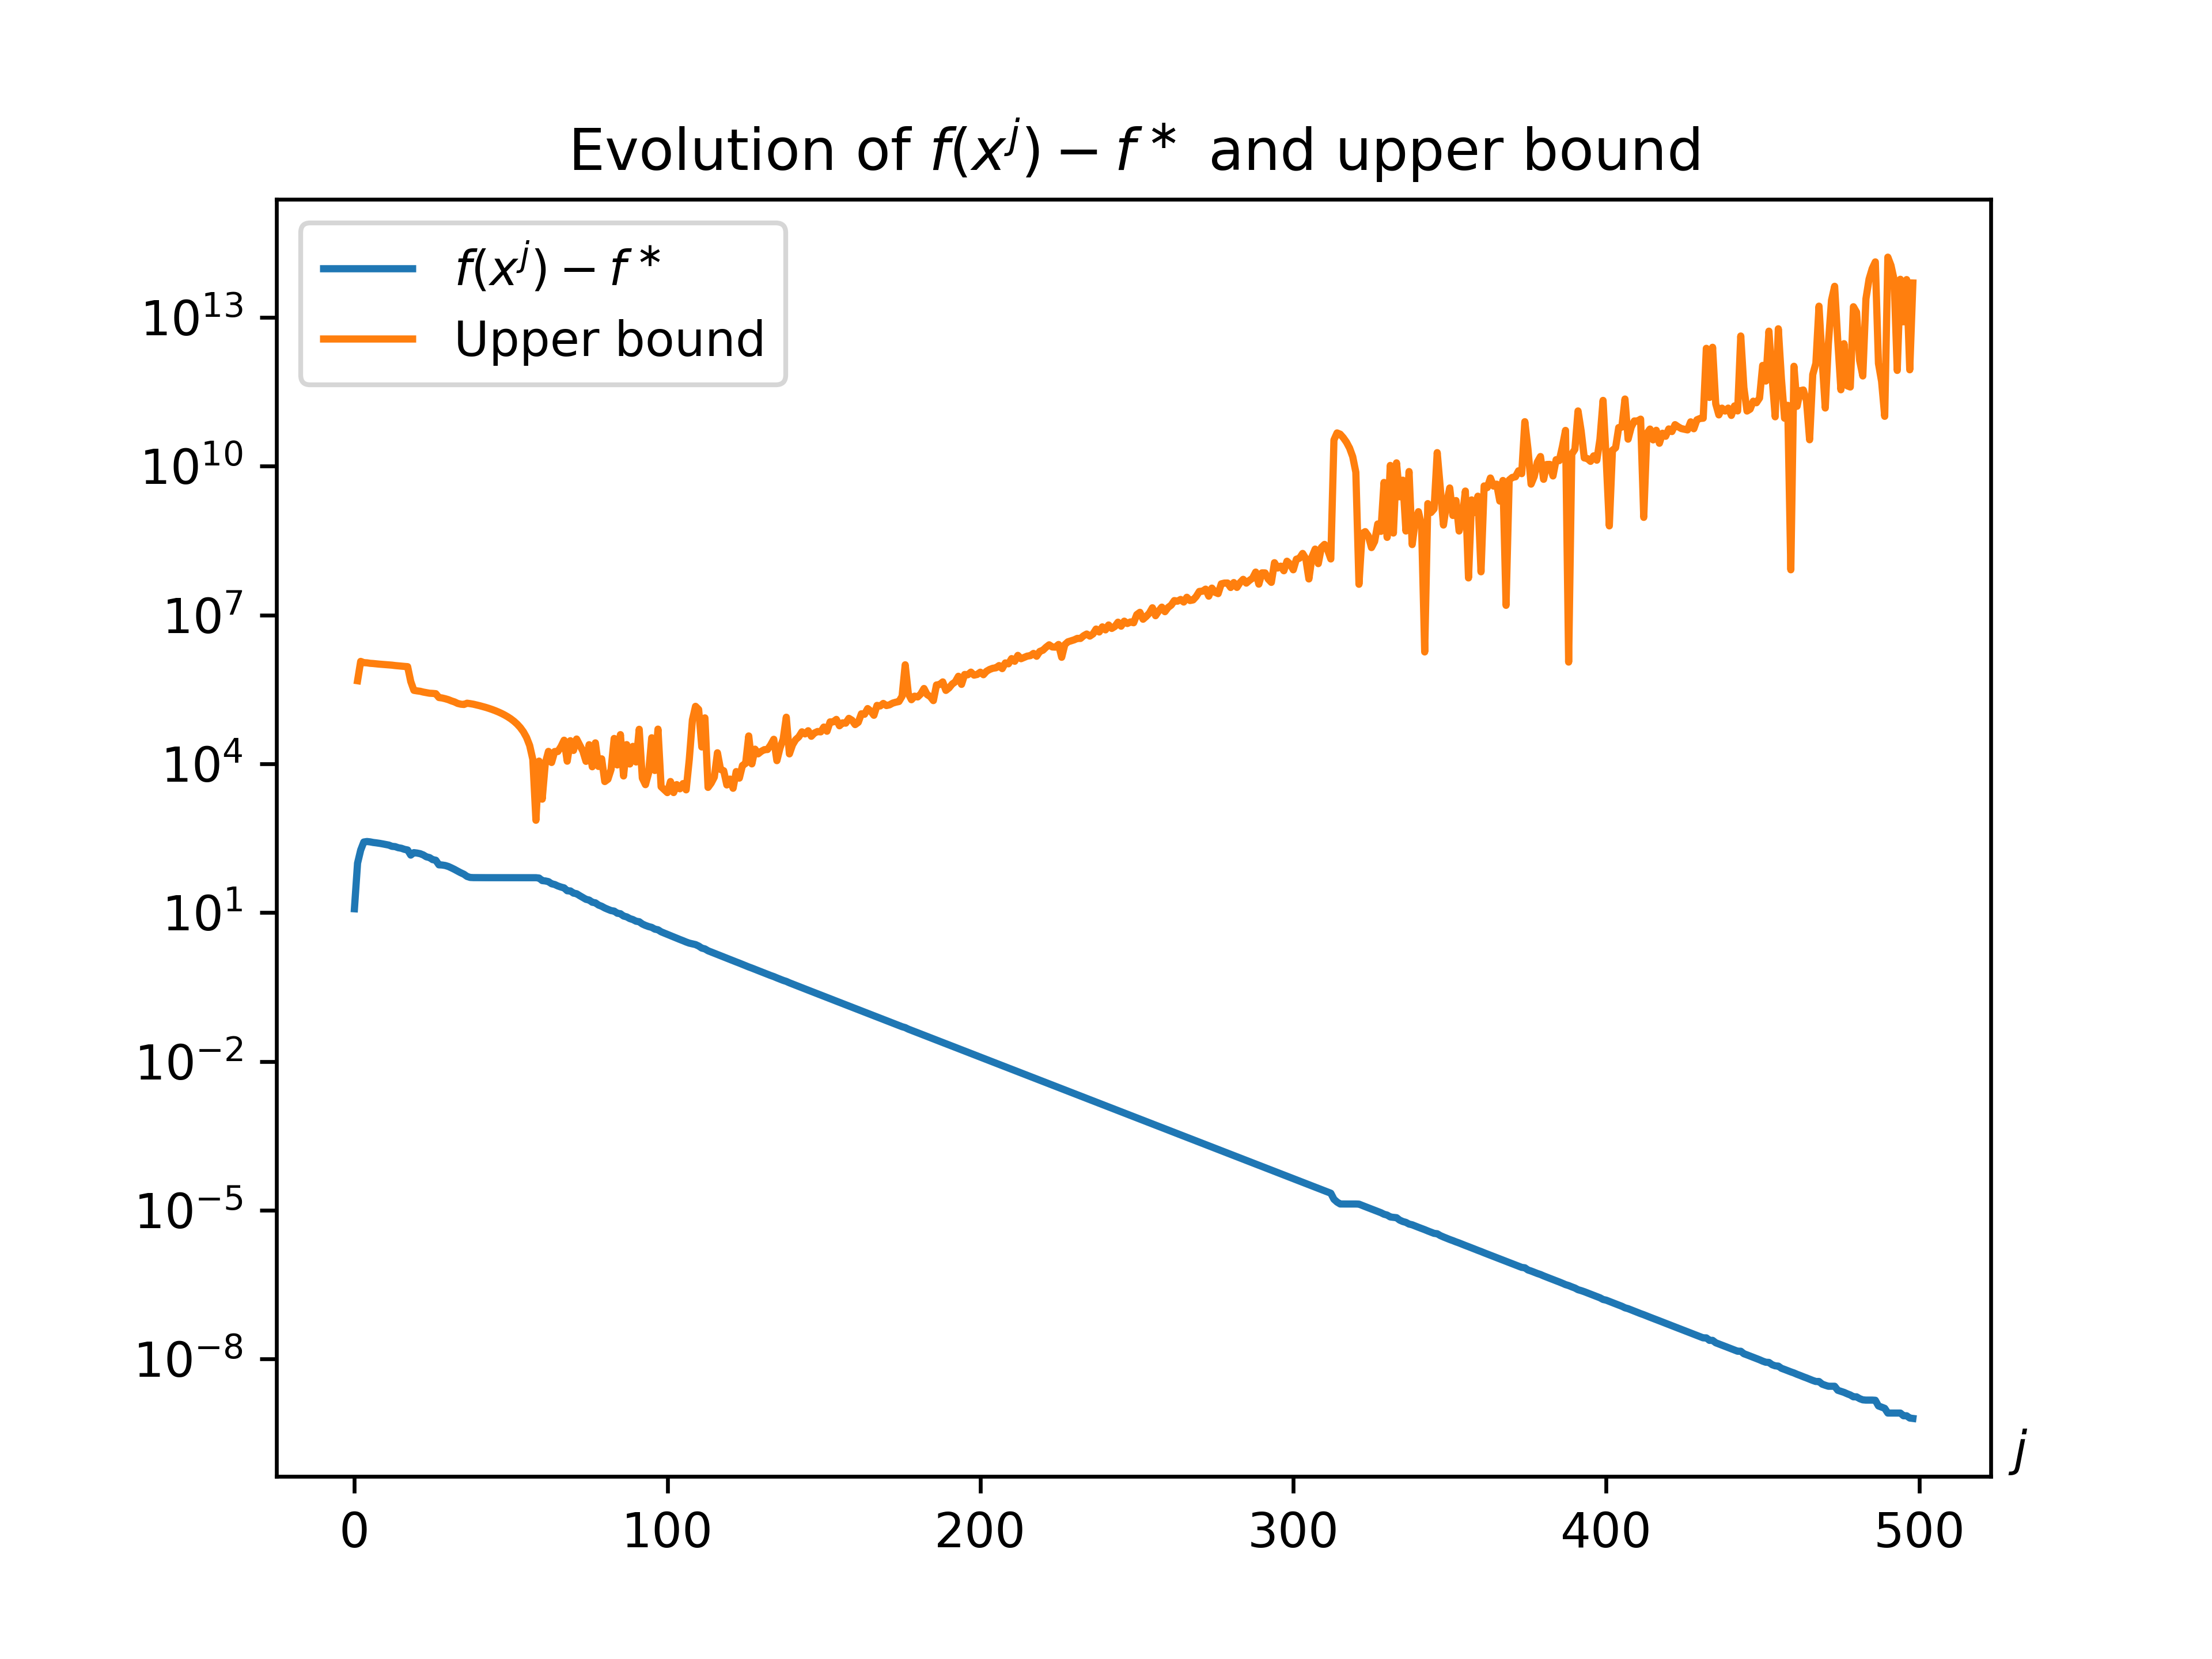 Evolution of f(x^j) − f* and upper bound
f(x^j) − f*
Upper bound
10^13
10^10
10^7
10^4
10^1
10^−2
10^−5
10^−8
j
0 100 200 300 400 500